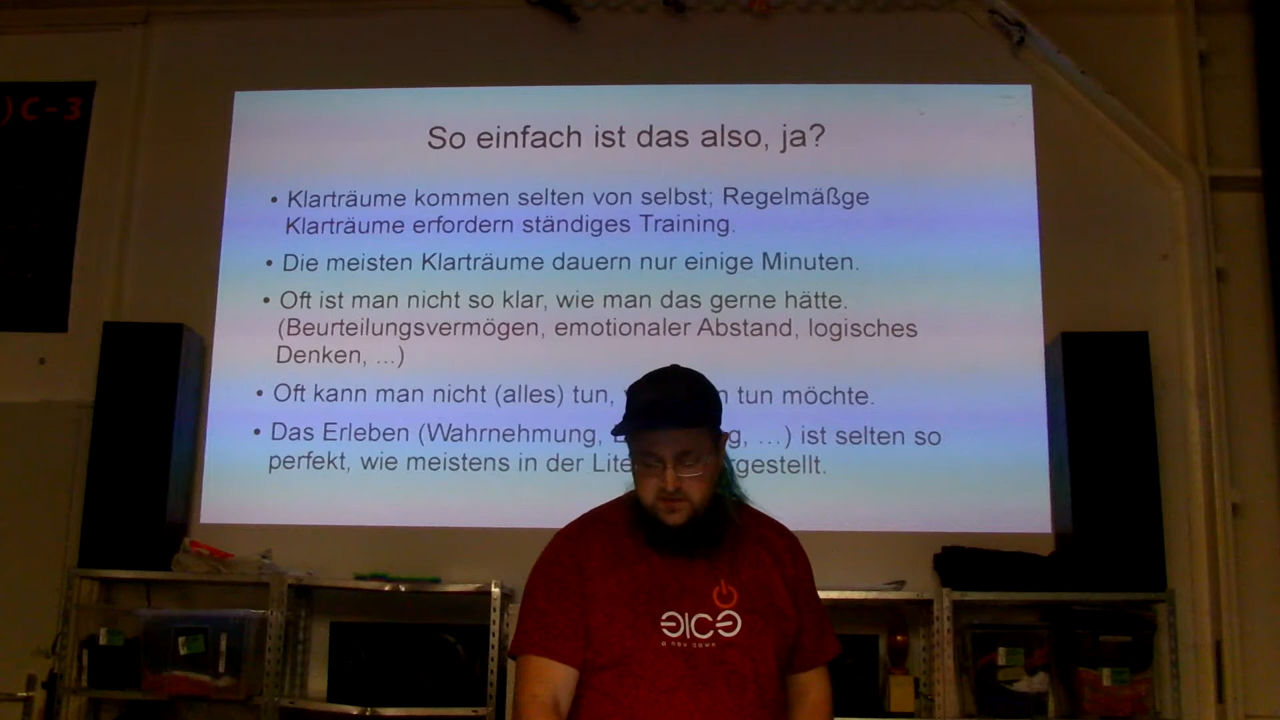 )C-3
So einfach ist das also, ja?
• Klarträume kommen selten von selbst; Regelmäßge
Klarträume erfordern ständiges Training.
• Die meisten Klarträume dauern nur einige Minuten.
• Oft ist man nicht so klar, wie man das gerne hätte.
(Beurteilungsvermögen, emotionaler Abstand, logisches
Denken, ...)
• Oft kann man nicht (alles) tun, tun möchte.
• Das Erleben (Wahrnehmung, ...) ist selten so
perfekt, wie meistens in der
a new dawn